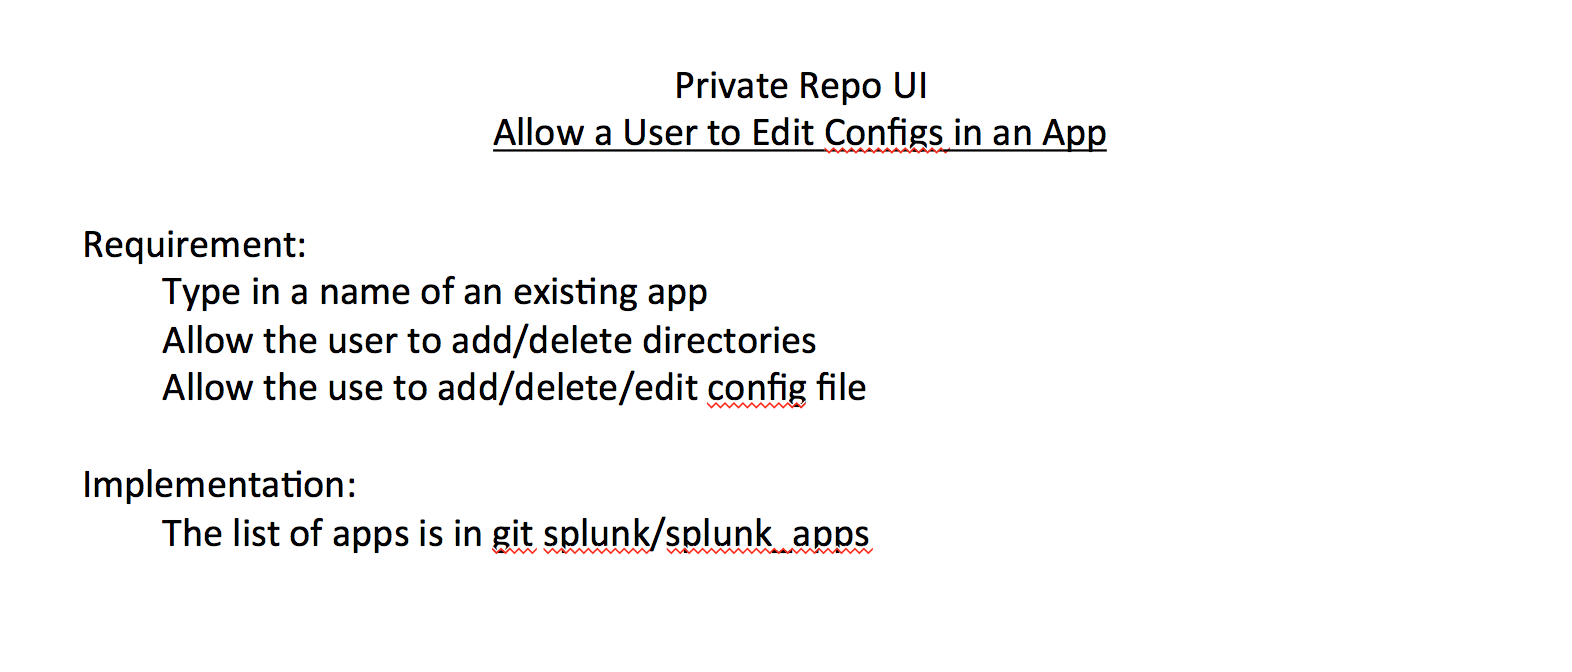 Private Repo UI
Allow a User to Edit Configs in an App
Requirement:
Type in a name of an existing app
Allow the user to add/delete directories
Allow the use to add/delete/edit config file
Implementation:
The list of apps is in git splunk/splunk_apps